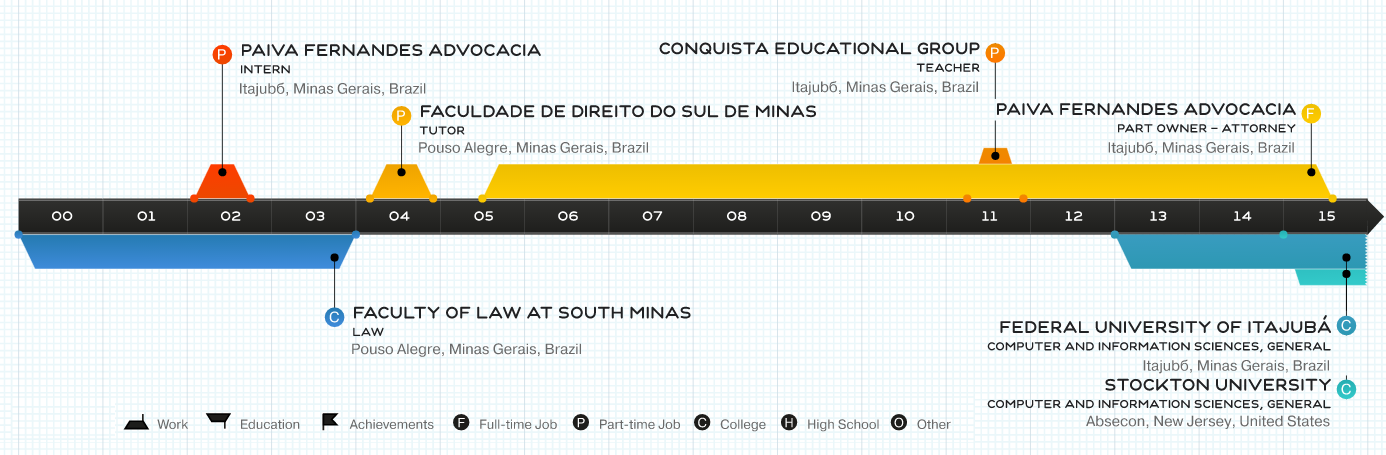 P PAIVA FERNANDES ADVOCACIA
INTERN
Itajubб, Minas Gerais, Brazil
CONQUISTA EDUCATIONAL GROUP P
TEACHER
Itajubб, Minas Gerais, Brazil
P FACULDADE DE DIREITO DO SUL DE MINAS
TUTOR
Pouso Alegre, Minas Gerais, Brazil
PAIVA FERNANDES ADVOCACIA F
PART OWNER - ATTORNEY
Itajubб, Minas Gerais, Brazil
00 01 02 03 04 05 06 07 08 09 10 11 12 13 14 15
C FACULTY OF LAW AT SOUTH MINAS
LAW
Pouso Alegre, Minas Gerais, Brazil
FEDERAL UNIVERSITY OF ITAJUBÁ C
COMPUTER AND INFORMATION SCIENCES, GENERAL
Itajubб, Minas Gerais, Brazil
STOCKTON UNIVERSITY C
COMPUTER AND INFORMATION SCIENCES, GENERAL
Absecon, New Jersey, United States
Work Education Achievements F Full-time Job P Part-time Job C College H High School O Other